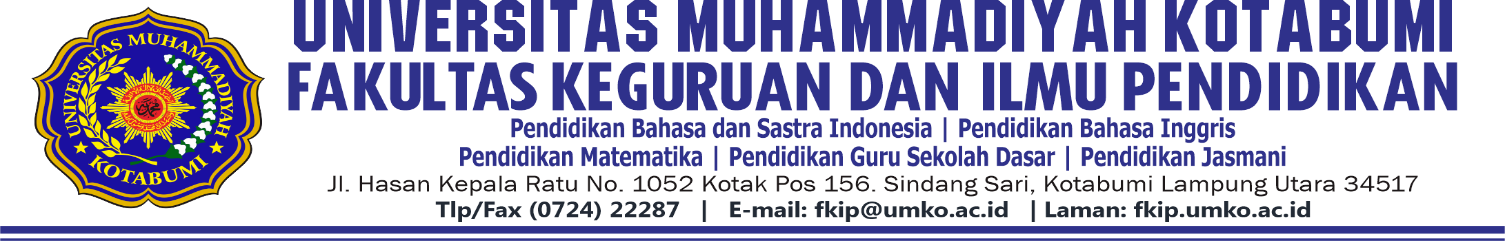 UNIVERSITAS MUHAMMADIYAH
KOTABUMI
UNIVERSITAS MUHAMMADIYAH KOTABUMI
FAKULTAS KEGURUAN DAN ILMU PENDIDIKAN
Pendidikan Bahasa dan Sastra Indonesia | Pendidikan Bahasa Inggris
Pendidikan Matematika | Pendidikan Guru Sekolah Dasar | Pendidikan Jasmani
Jl. Hasan Kepala Ratu No. 1052 Kotak Pos 156. Sindang Sari, Kotabumi Lampung Utara 34517
Tlp/Fax (0724) 22287 | E-mail: fkip@umko.ac.id | Laman: fkip.umko.ac.id